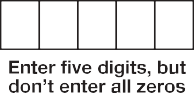 Enter five digits, but
don't enter all zeros